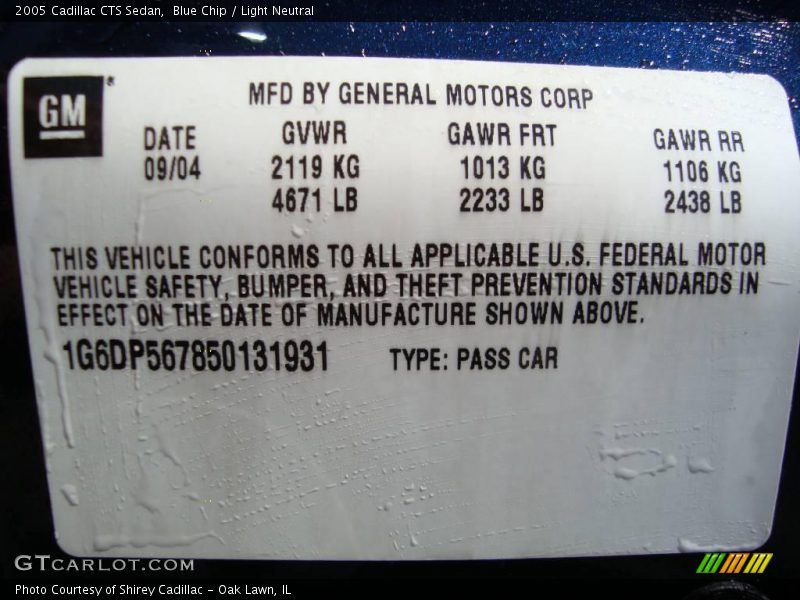 2005 Cadillac CTS Sedan,  Blue Chip / Light Neutral
GM
MFD BY GENERAL MOTORS CORP
DATE GVWR GAWR FRT GAWR RR
09/04 2119 KG 1013 KG 1106 KG
4671 LB 2233 LB 2438 LB
THIS VEHICLE CONFORMS TO ALL APPLICABLE U.S. FEDERAL MOTOR
VEHICLE SAFETY, BUMPER, AND THEFT PREVENTION STANDARDS IN
EFFECT ON THE DATE OF MANUFACTURE SHOWN ABOVE.
1G6DP567850131931 TYPE: PASS CAR
GTCARLOT.COM
Photo Courtesy of Shirey Cadillac - Oak Lawn, IL